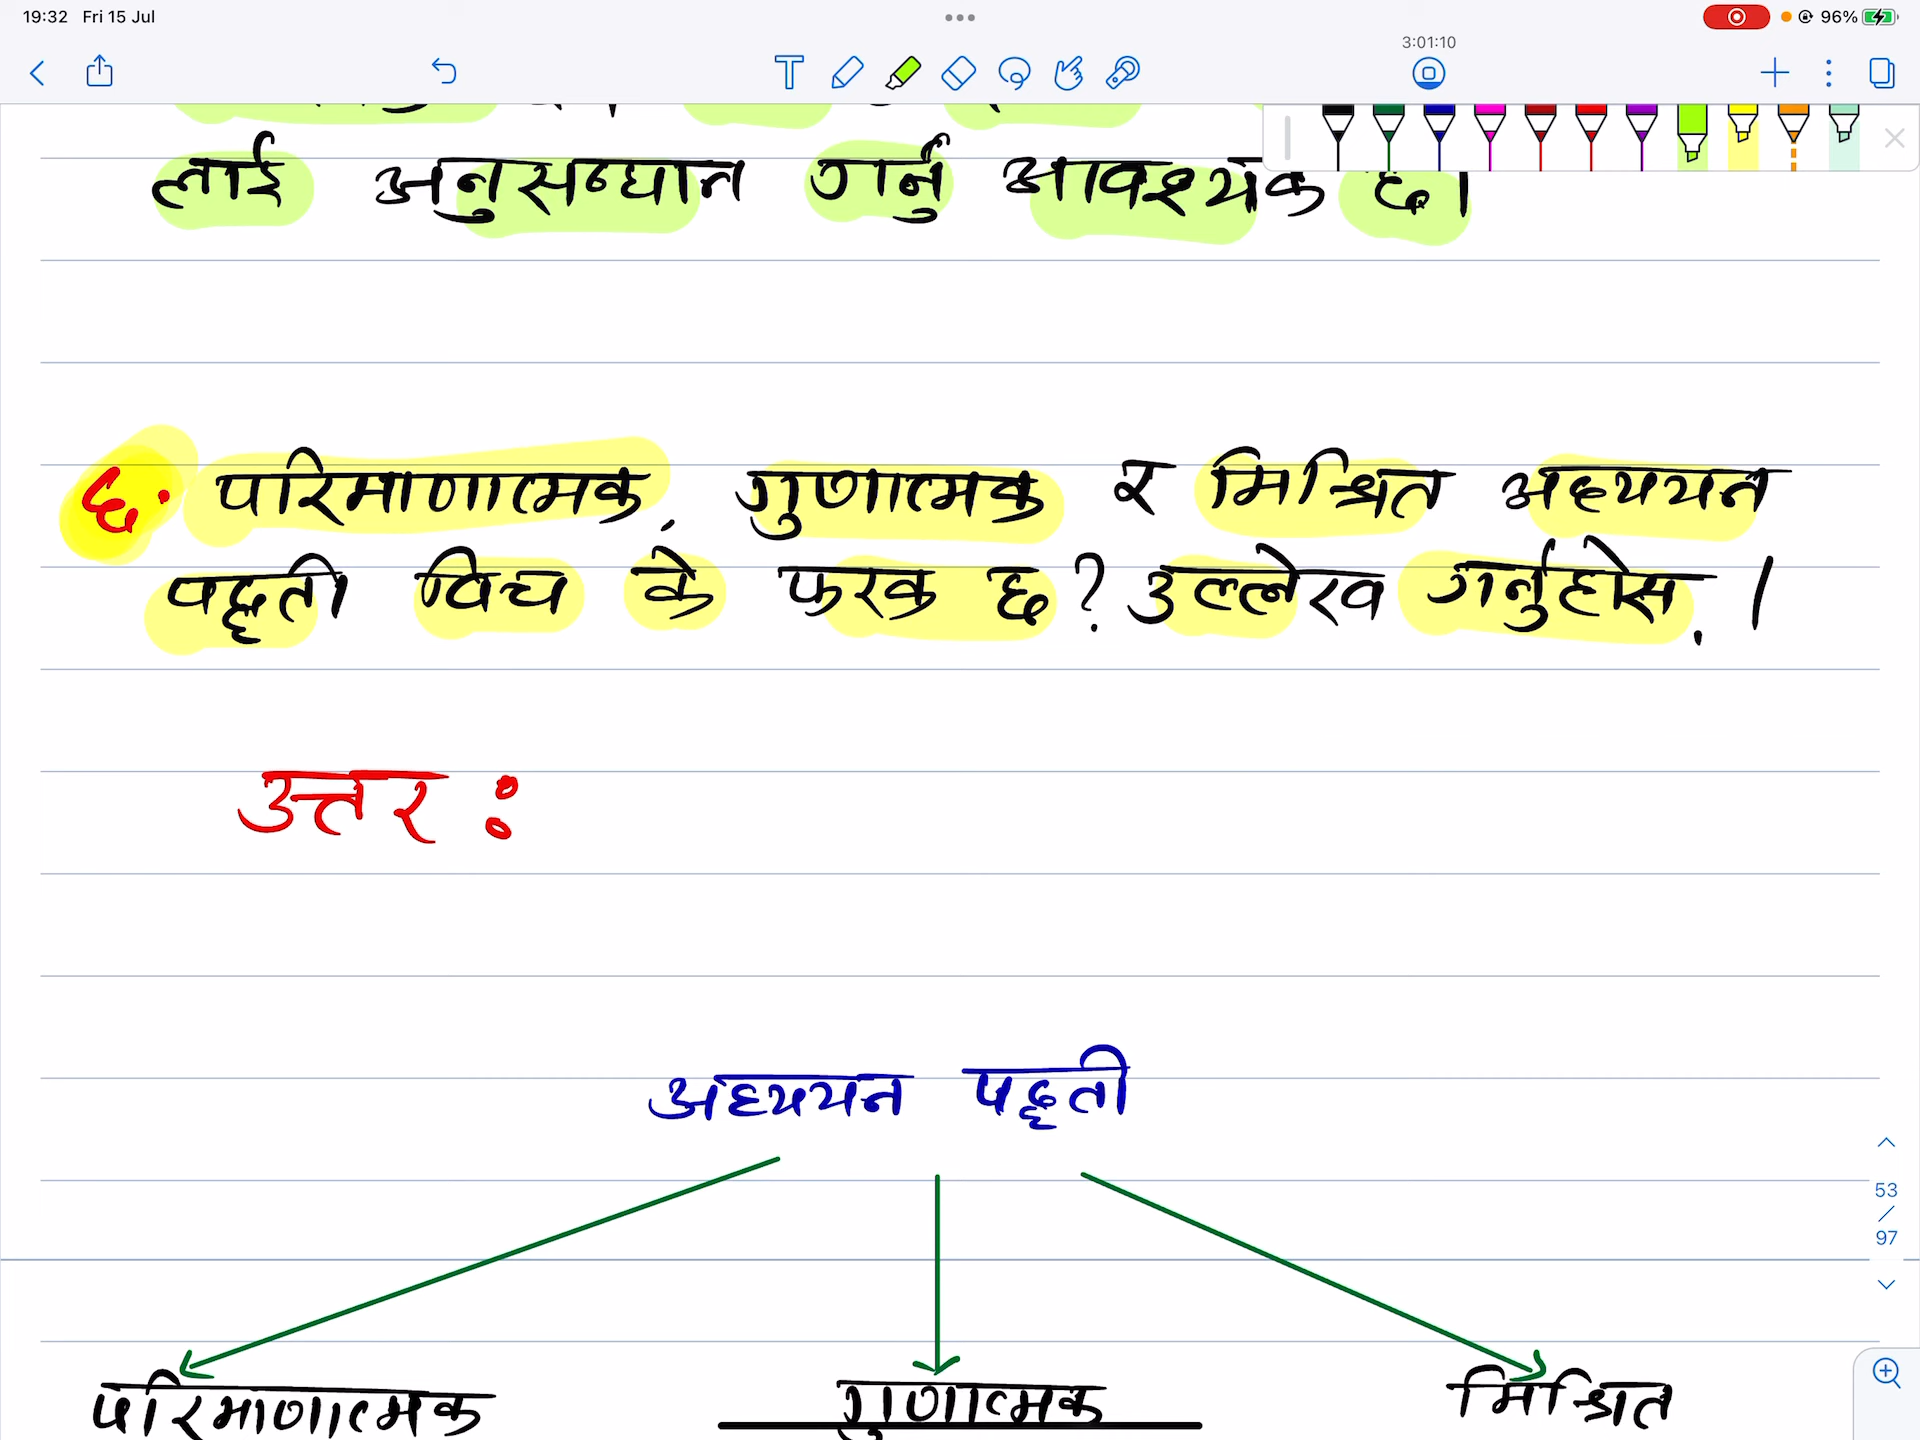 19:32 Fri 15 Jul
96%
3:01:10
लाई अनुसन्धान गर्नु आवश्यक छ।
छ. परिमाणात्मक, गुणात्मक र मिश्रित अध्ययन
पद्धती विच के फरक छ? उल्लेख गर्नुहोस् ।
उत्तर :
अध्ययन पद्धती
53
/
97
परिमाणात्मक गुणात्मक मिश्रित